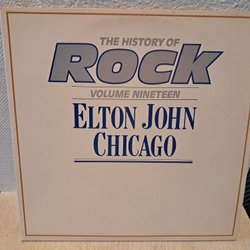 THE HISTORY OF
ROCK
VOLUME NINETEEN
ELTON JOHN
CHICAGO